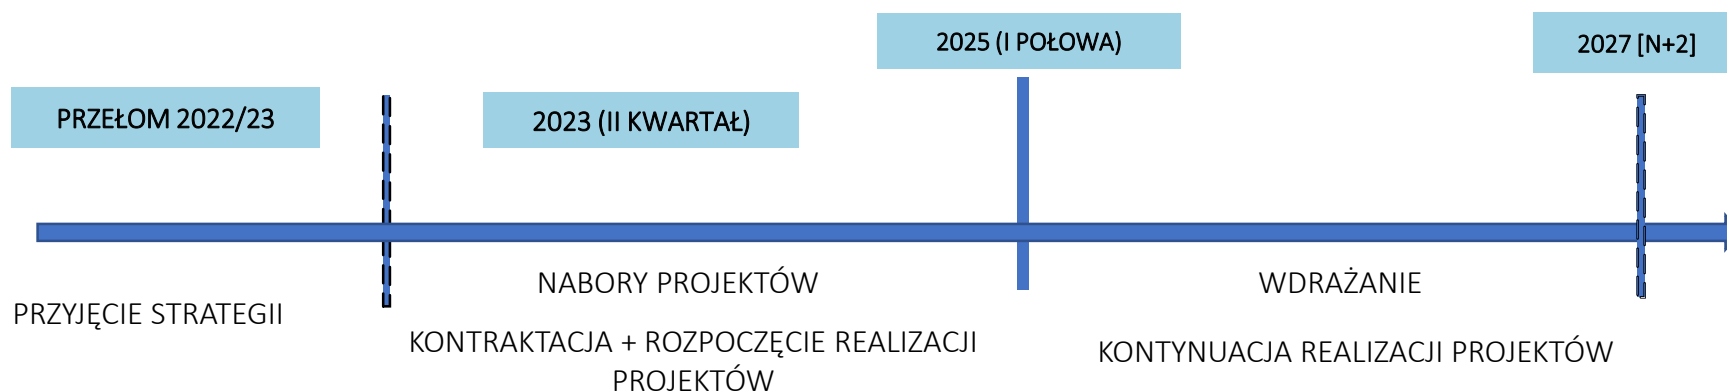 2025 (I POŁOWA)
2027 [N+2]
PRZEŁOM 2022/23
2023 (II KWARTAŁ)
NABORY PROJEKTÓW
WDRAŻANIE
PRZYJĘCIE STRATEGII
KONTRAKTACJA + ROZPOCZĘCIE REALIZACJI
PROJEKTÓW
KONTYNUACJA REALIZACJI PROJEKTÓW